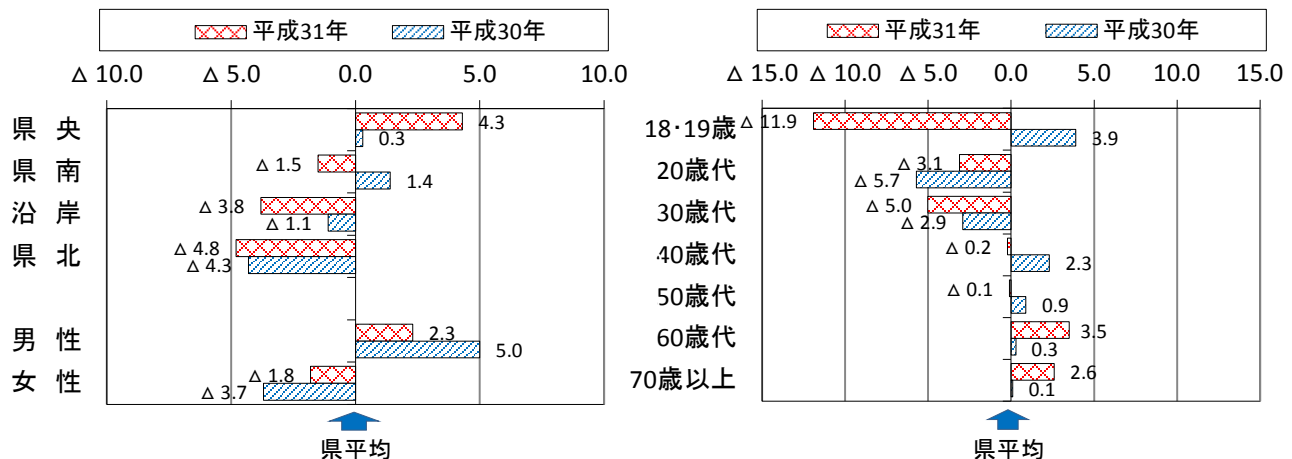 平成31年 平成30年
△ 10.0 △ 5.0 0.0 5.0 10.0
県 央 4.3
0.3
県 南 △ 1.5
1.4
沿 岸 △ 3.8
△ 1.1
県 北 △ 4.8
△ 4.3
男 性 2.3
5.0
女 性 △ 1.8
△ 3.7
県平均
平成31年 平成30年
△ 15.0 △ 10.0 △ 5.0 0.0 5.0 10.0 15.0
18･19歳 △ 11.9
3.9
20歳代 △ 3.1
△ 5.7
30歳代 △ 5.0
△ 2.9
40歳代 △ 0.2
2.3
50歳代 △ 0.1
0.9
60歳代 3.5
0.3
70歳以上 2.6
0.1
県平均